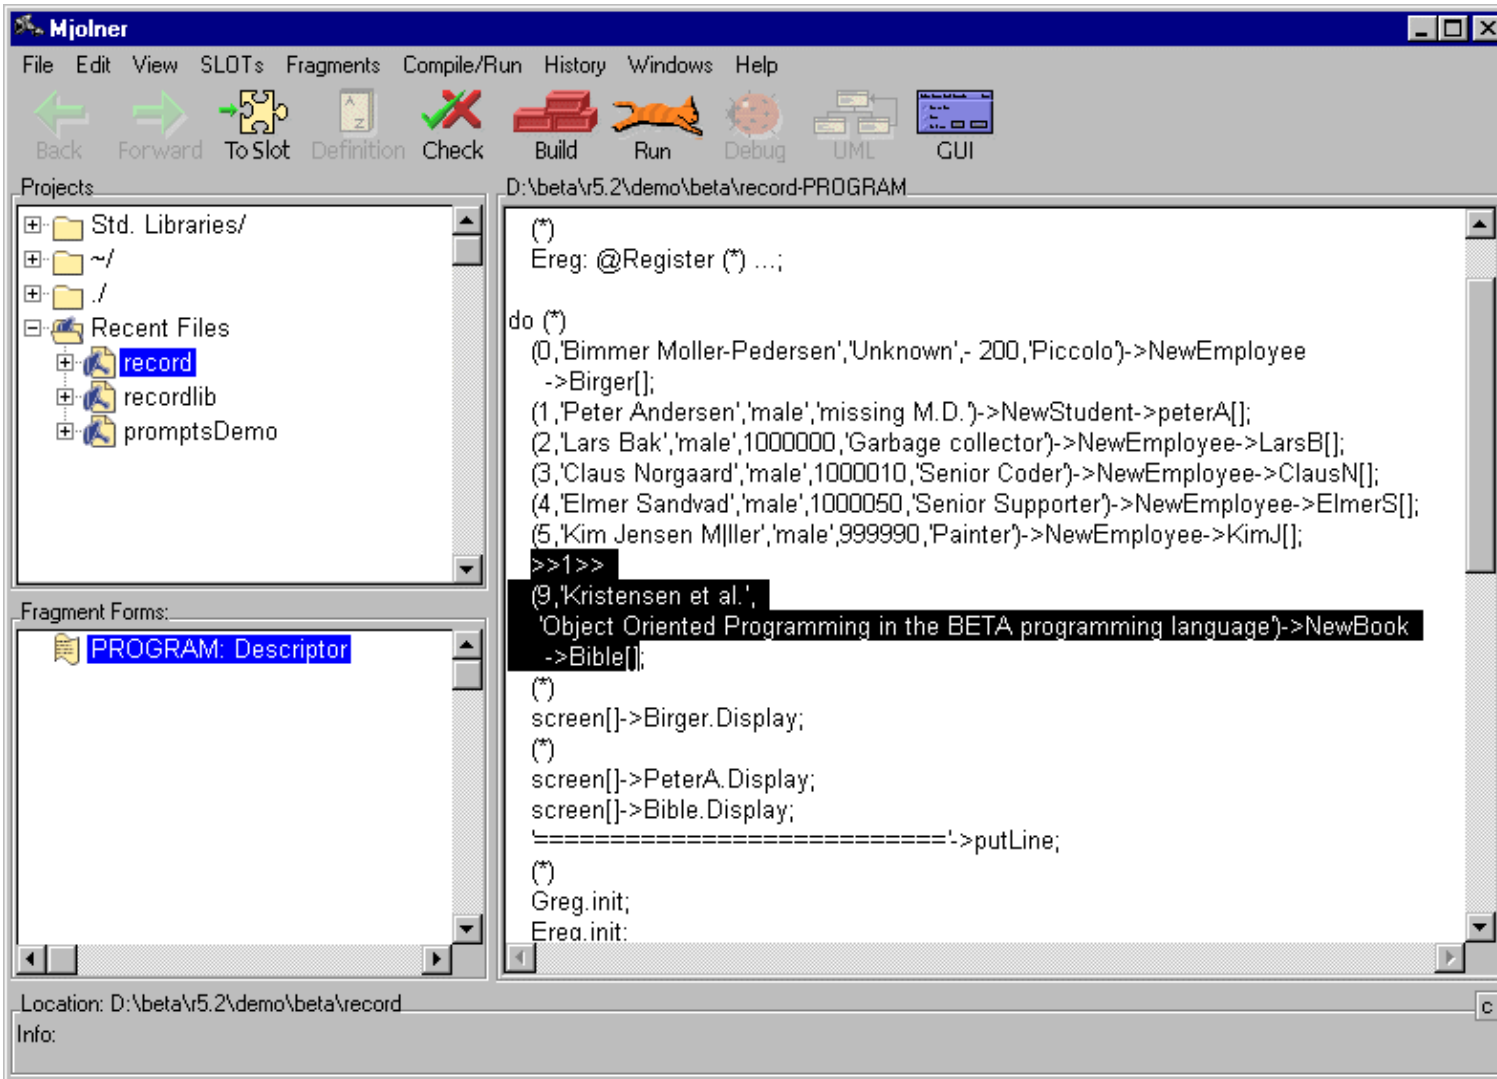 Mjolner
File Edit View SLOTs Fragments Compile/Run History Windows Help
Back Forward To Slot Definition Check Build Run Debug UML GUI
Projects
Std. Libraries/
~/
./
Recent Files
record
recordlib
promptsDemo
Fragment Forms:
PROGRAM: Descriptor
D:\beta\r5.2\demo\beta\record-PROGRAM
(*)
Ereg: @Register (*) ...;
do (*)
(0,'Bimmer Moller-Pedersen','Unknown',- 200,'Piccolo')->NewEmployee
->Birger[];
(1,'Peter Andersen','male','missing M.D.')->NewStudent->peterA[];
(2,'Lars Bak','male',1000000,'Garbage collector')->NewEmployee->LarsB[];
(3,'Claus Norgaard','male',1000010,'Senior Coder')->NewEmployee->ClausN[];
(4,'Elmer Sandvad','male',1000050,'Senior Supporter')->NewEmployee->ElmerS[];
(5,'Kim Jensen M|ller','male',999990,'Painter')->NewEmployee->KimJ[];
>>1>>
(9,'Kristensen et al.',
'Object Oriented Programming in the BETA programming language')->NewBook
->Bible[];
(*)
screen[]->Birger.Display;
(*)
screen[]->PeterA.Display;
screen[]->Bible.Display;
'==========================='->putLine;
(*)
Greg.init;
Ereg.init;
Location: D:\beta\r5.2\demo\beta\record
c
Info: